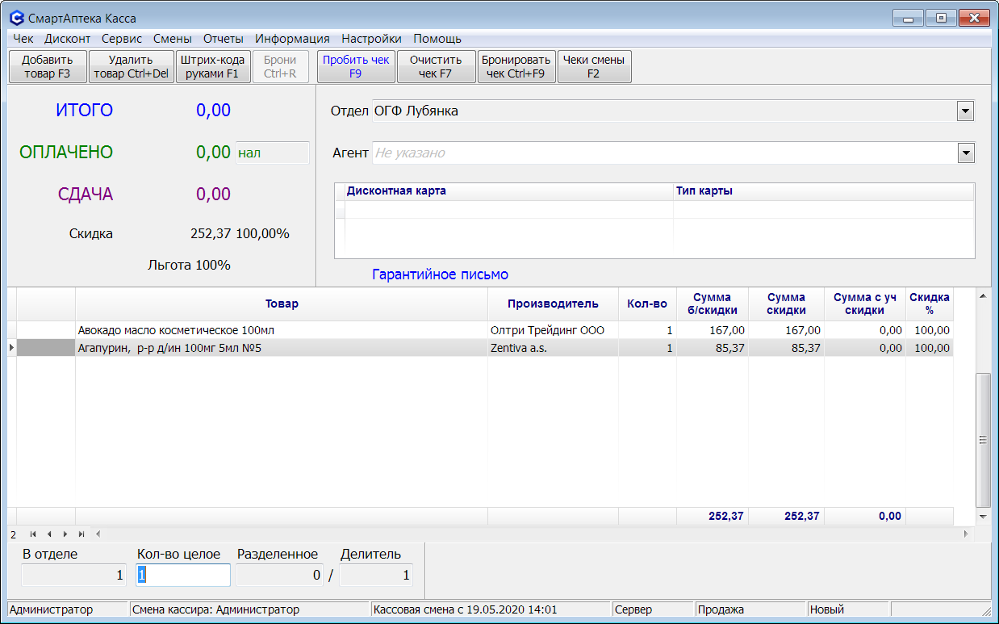 СмартАптека Касса
Чек Дисконт Сервис Смены Отчеты Информация Настройки Помощь
Добавить товар F3
Удалить товар Ctrl+Del
Штрих-кода руками F1
Брони Ctrl+R
Пробить чек F9
Очистить чек F7
Бронировать чек Ctrl+F9
Чеки смены F2
ИТОГО 0,00
ОПЛАЧЕНО 0,00 нал
СДАЧА 0,00
Скидка 252,37 100,00%
Льгота 100%
Отдел ОГФ Лубянка
Агент Не указано
Дисконтная карта Тип карты
Гарантийное письмо
Товар Производитель Кол-во Сумма б/скидки Сумма скидки Сумма с уч скидки Скидка %
Авокадо масло косметическое 100мл Олтри Трейдинг ООО 1 167,00 167,00 0,00 100,00
Агапурин, р-р д/ин 100мг 5мл №5 Zentiva a.s. 1 85,37 85,37 0,00 100,00
252,37 252,37 0,00
2
В отделе Кол-во целое Разделенное Делитель
1 1 0 / 1
Администратор Смена кассира: Администратор Кассовая смена с 19.05.2020 14:01 Сервер Продажа Новый